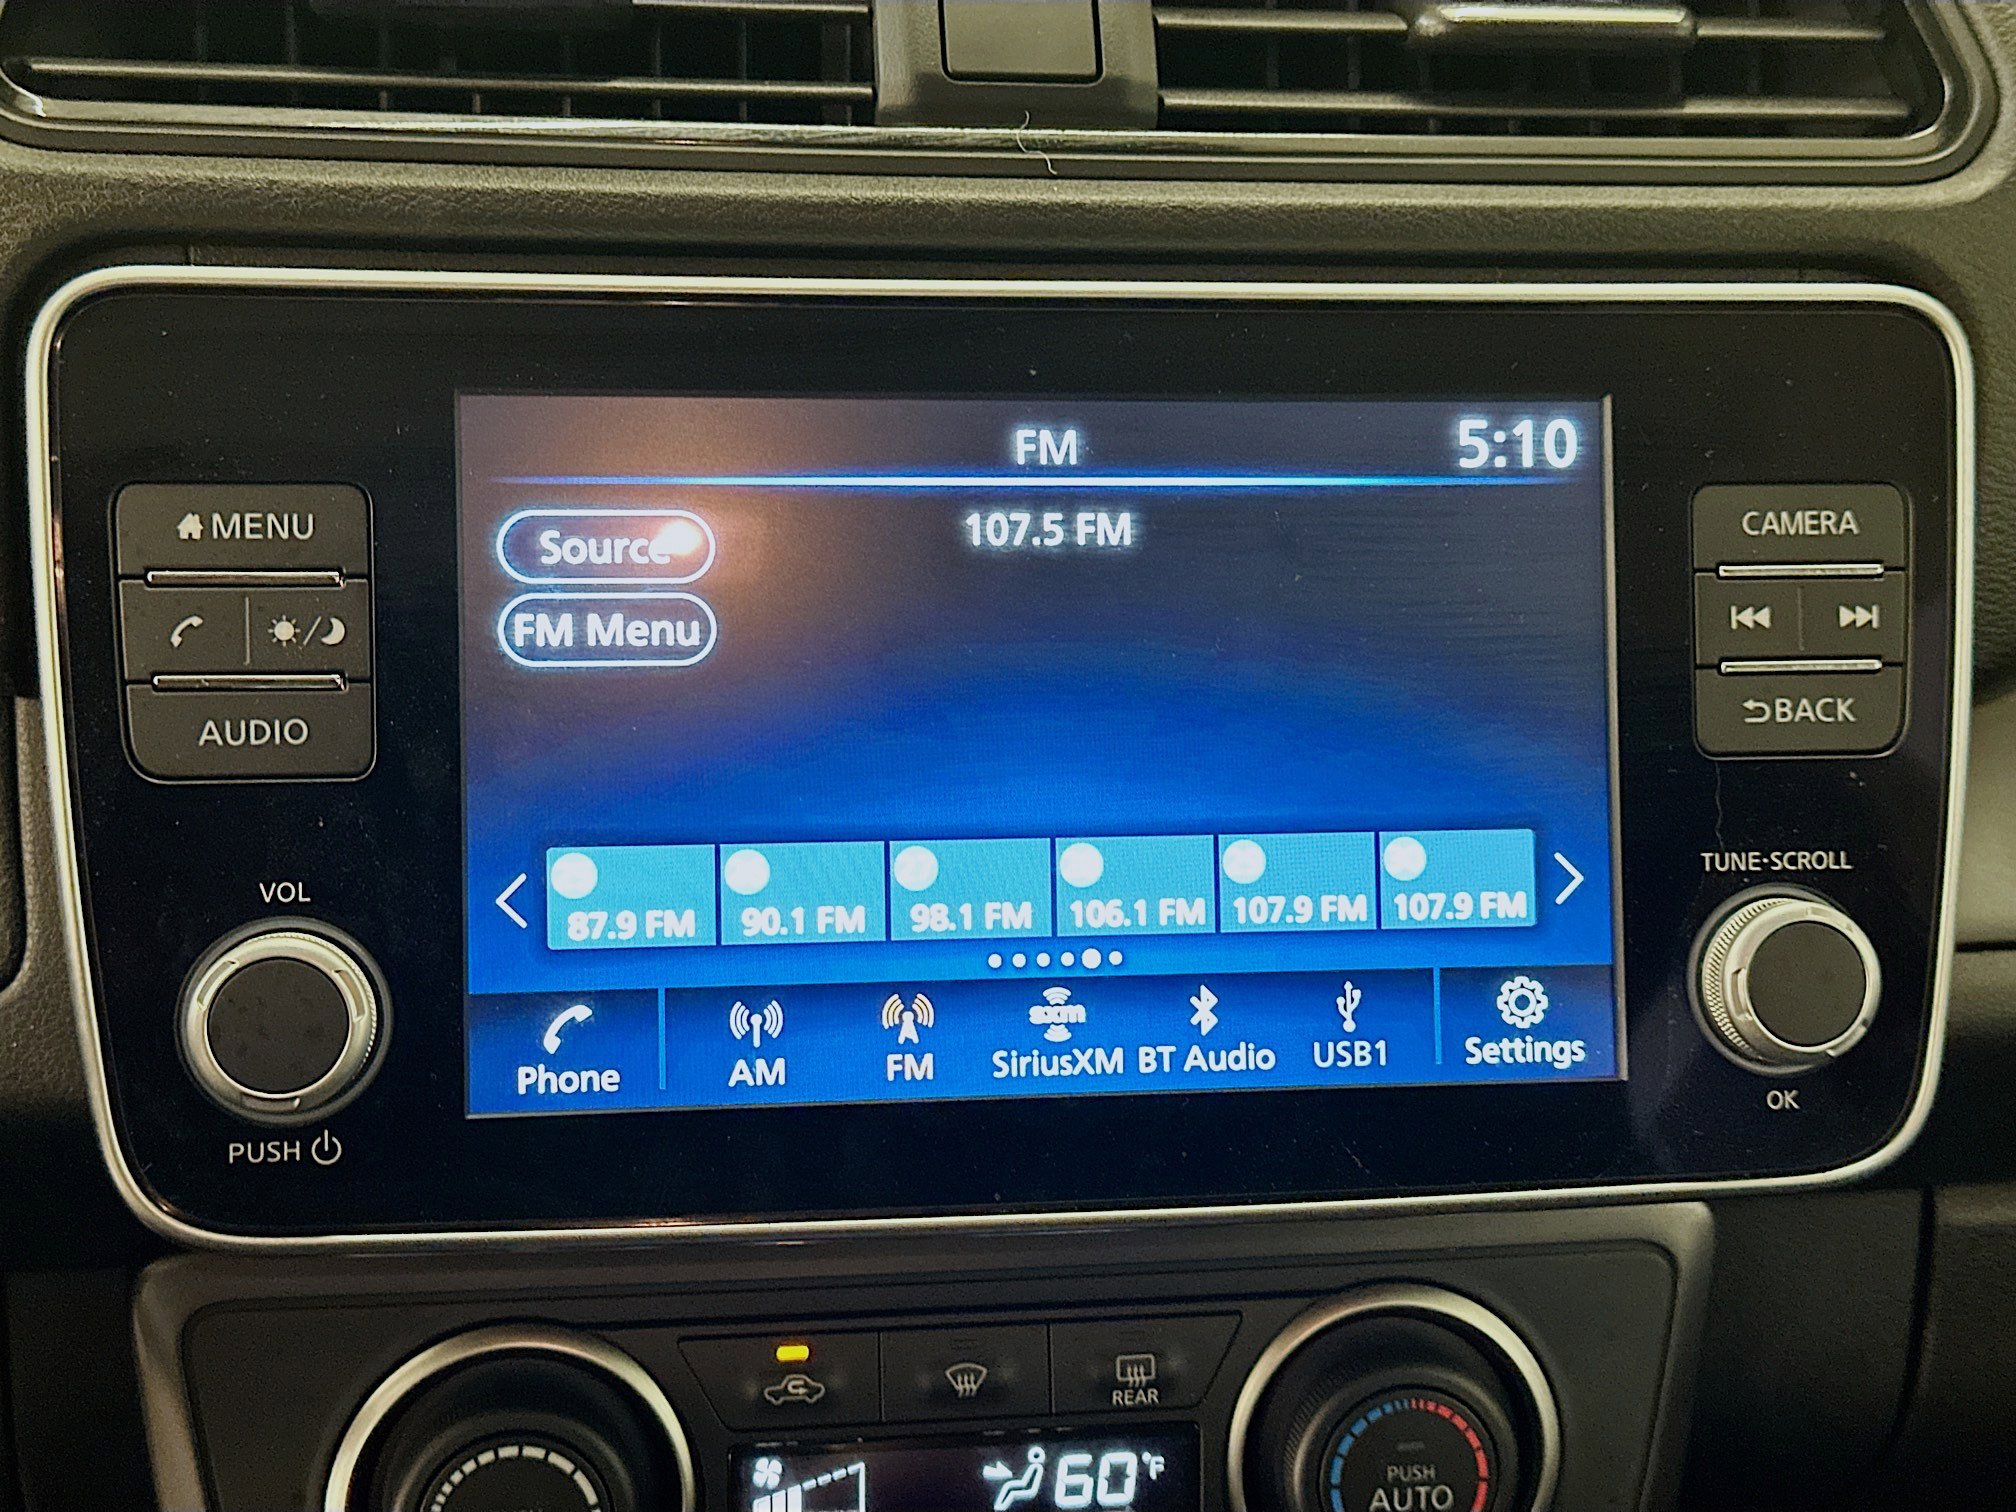 FM
5:10
MENU
CAMERA
Source
107.5 FM
FM Menu
AUDIO
BACK
VOL
TUNE·SCROLL
87.9 FM
90.1 FM
98.1 FM
106.1 FM
107.9 FM
107.9 FM
Phone
AM
FM
sxm
SiriusXM
BT Audio
USB1
Settings
OK
PUSH
REAR
60°F
PUSH
AUTO